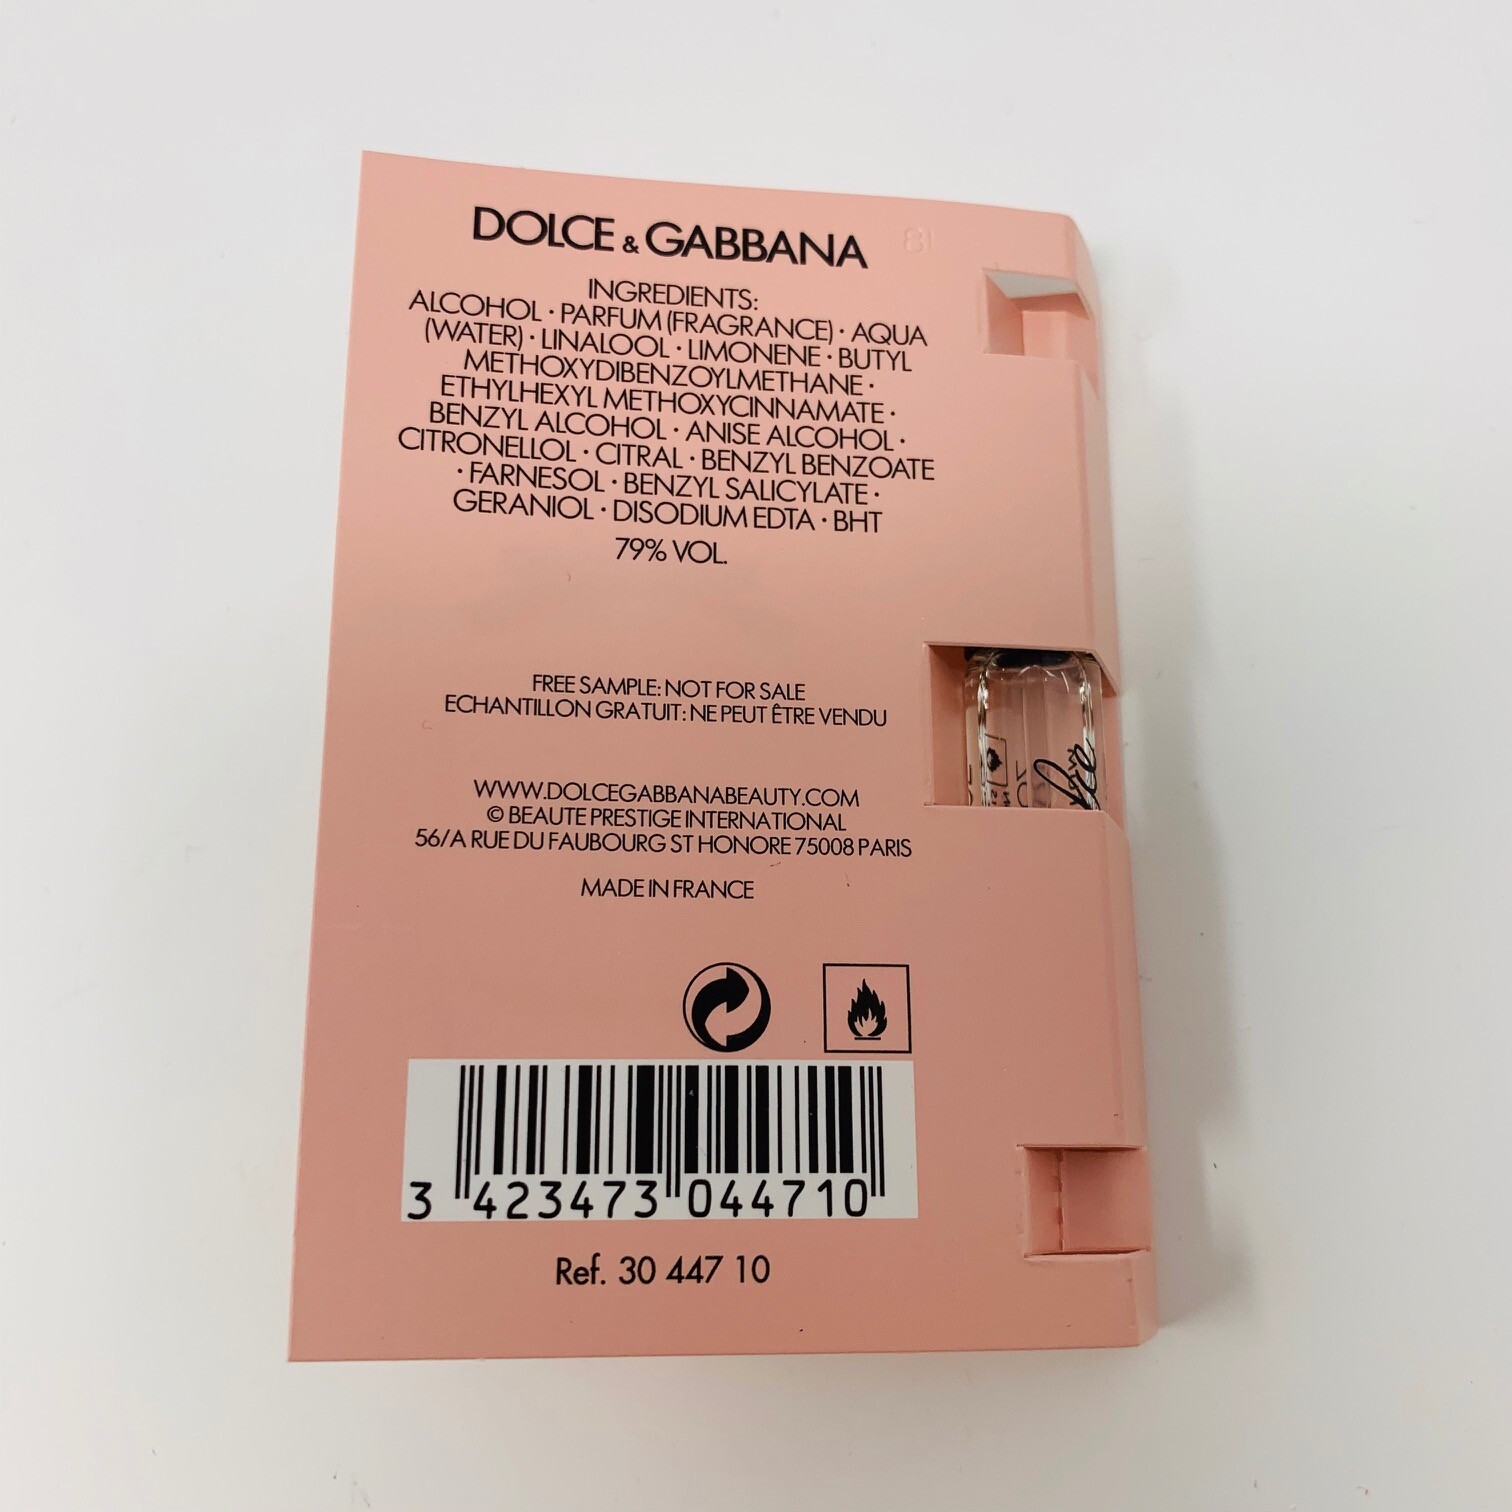 DOLCE & GABBANA
INGREDIENTS:
ALCOHOL · PARFUM (FRAGRANCE) · AQUA
(WATER) · LINALOOL · LIMONENE · BUTYL
METHOXYDIBENZOYLMETHANE ·
ETHYLHEXYL METHOXYCINNAMATE ·
BENZYL ALCOHOL · ANISE ALCOHOL ·
CITRONELLOL · CITRAL · BENZYL BENZOATE
· FARNESOL · BENZYL SALICYLATE ·
GERANIOL · DISODIUM EDTA · BHT
79% VOL.
FREE SAMPLE: NOT FOR SALE
ECHANTILLON GRATUIT: NE PEUT ÊTRE VENDU
WWW.DOLCEGABBANABEAUTY.COM
© BEAUTE PRESTIGE INTERNATIONAL
56/A RUE DU FAUBOURG ST HONORE 75008 PARIS
MADE IN FRANCE
3 423473 044710
Ref. 30 447 10